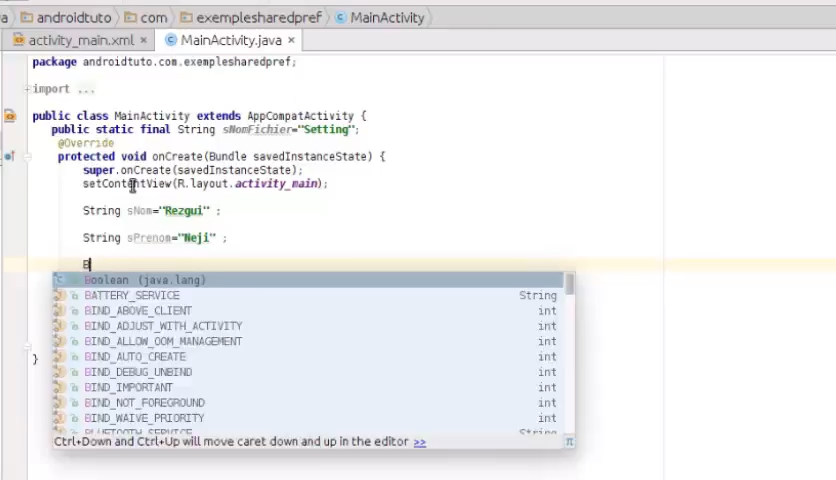 androidtuto com exemplesharedpref MainActivity
activity_main.xml × MainActivity.java ×
package androidtuto.com.exemplesharedpref;
import ...
public class MainActivity extends AppCompatActivity {
public static final String sNomFichier="Setting";
@Override
protected void onCreate(Bundle savedInstanceState) {
super.onCreate(savedInstanceState);
setContentView(R.layout.activity_main);
String sNom="Rezgui" ;
String sPrenom="Neji" ;
B
Boolean (java.lang)
BATTERY_SERVICE String
BIND_ABOVE_CLIENT int
BIND_ADJUST_WITH_ACTIVITY int
BIND_ALLOW_OOM_MANAGEMENT int
BIND_AUTO_CREATE int
BIND_DEBUG_UNBIND int
BIND_IMPORTANT int
BIND_NOT_FOREGROUND int
BIND_WAIVE_PRIORITY int
BLUETOOTH_SERVICE String
}
Ctrl+Down and Ctrl+Up will move caret down and up in the editor >> π